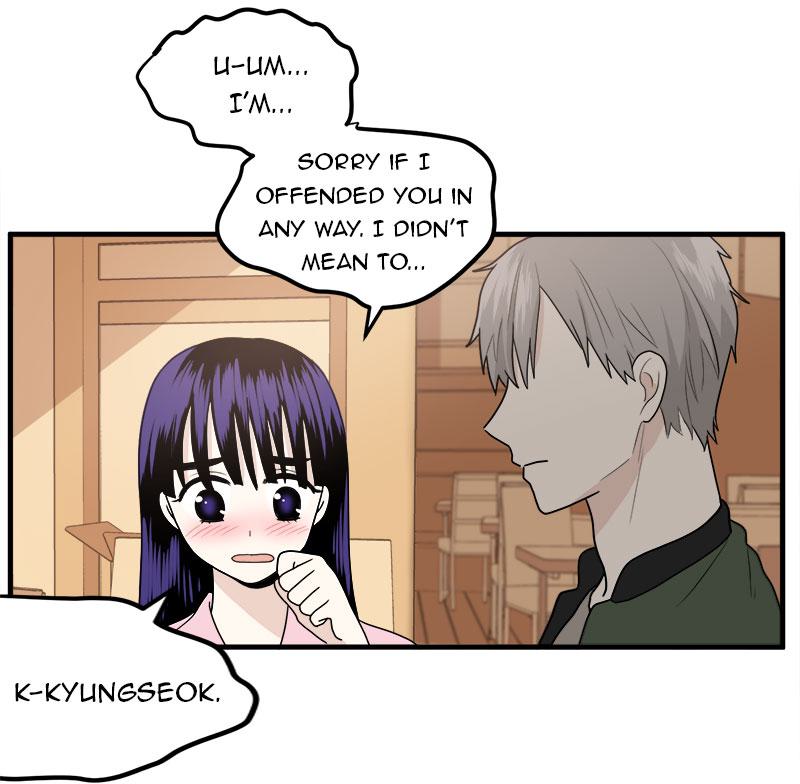 U-UM...
I'M...
SORRY IF I
OFFENDED YOU IN
ANY WAY. I DIDN'T
MEAN TO...
K-KYUNGSEOK.